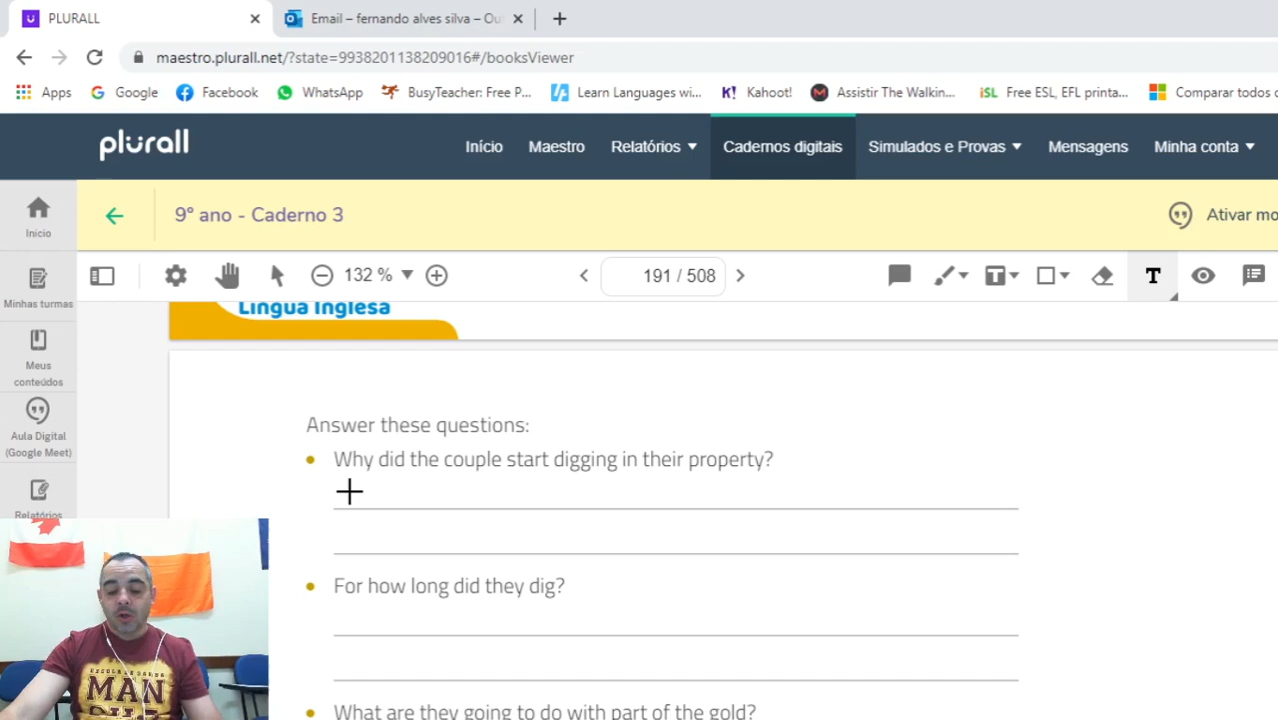 PLURALL
Email – fernando alves silva – Ou
maestro.plurall.net/?state=9938201138209016#/booksViewer
Apps Google Facebook WhatsApp BusyTeacher: Free P... Learn Languages wi... Kahoot! Assistir The Walkin... iSL Free ESL, EFL printa... Comparar todos o
plurall Início Maestro Relatórios Cadernos digitais Simulados e Provas Mensagens Minha conta
Inicio
9º ano - Caderno 3
Ativar mo
132 %
191 / 508
T
Minhas turmas
Língua Inglesa
Meus
conteúdos
Aula Digital
(Google Meet)
Relatórios
Answer these questions:
Why did the couple start digging in their property?
For how long did they dig?
What are they going to do with part of the gold?
MAN